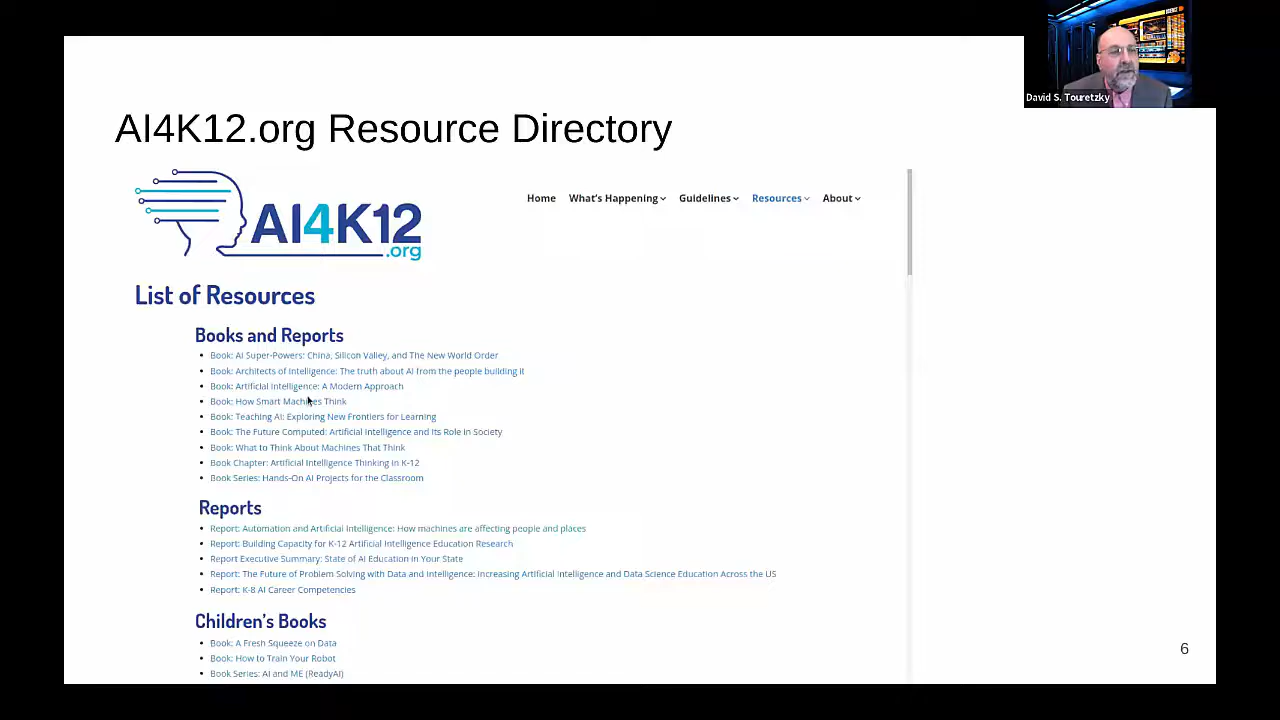 David S. Touretzky
AI4K12.org Resource Directory
AI4K12
.org
Home What's Happening Guidelines Resources About
List of Resources
Books and Reports
Book: AI Super-Powers: China, Silicon Valley, and The New World Order
Book: Architects of Intelligence: The truth about AI from the people building it
Book: Artificial Intelligence: A Modern Approach
Book: How Smart Machines Think
Book: Teaching AI: Exploring New Frontiers for Learning
Book: The Future Computed: Artificial Intelligence and Its Role in Society
Book: What to Think About Machines That Think
Book Chapter: Artificial Intelligence Thinking in K-12
Book Series: Hands-On AI Projects for the Classroom
Reports
Report: Automation and Artificial Intelligence: How machines are affecting people and places
Report: Building Capacity for K-12 Artificial Intelligence Education Research
Report Executive Summary: State of AI Education in Your State
Report: The Future of Problem Solving with Data and Intelligence: Increasing Artificial Intelligence and Data Science Education Across the US
Report: K-8 AI Career Competencies
Children's Books
Book: A Fresh Squeeze on Data
Book: How to Train Your Robot
Book Series: AI and ME (ReadyAI)
6